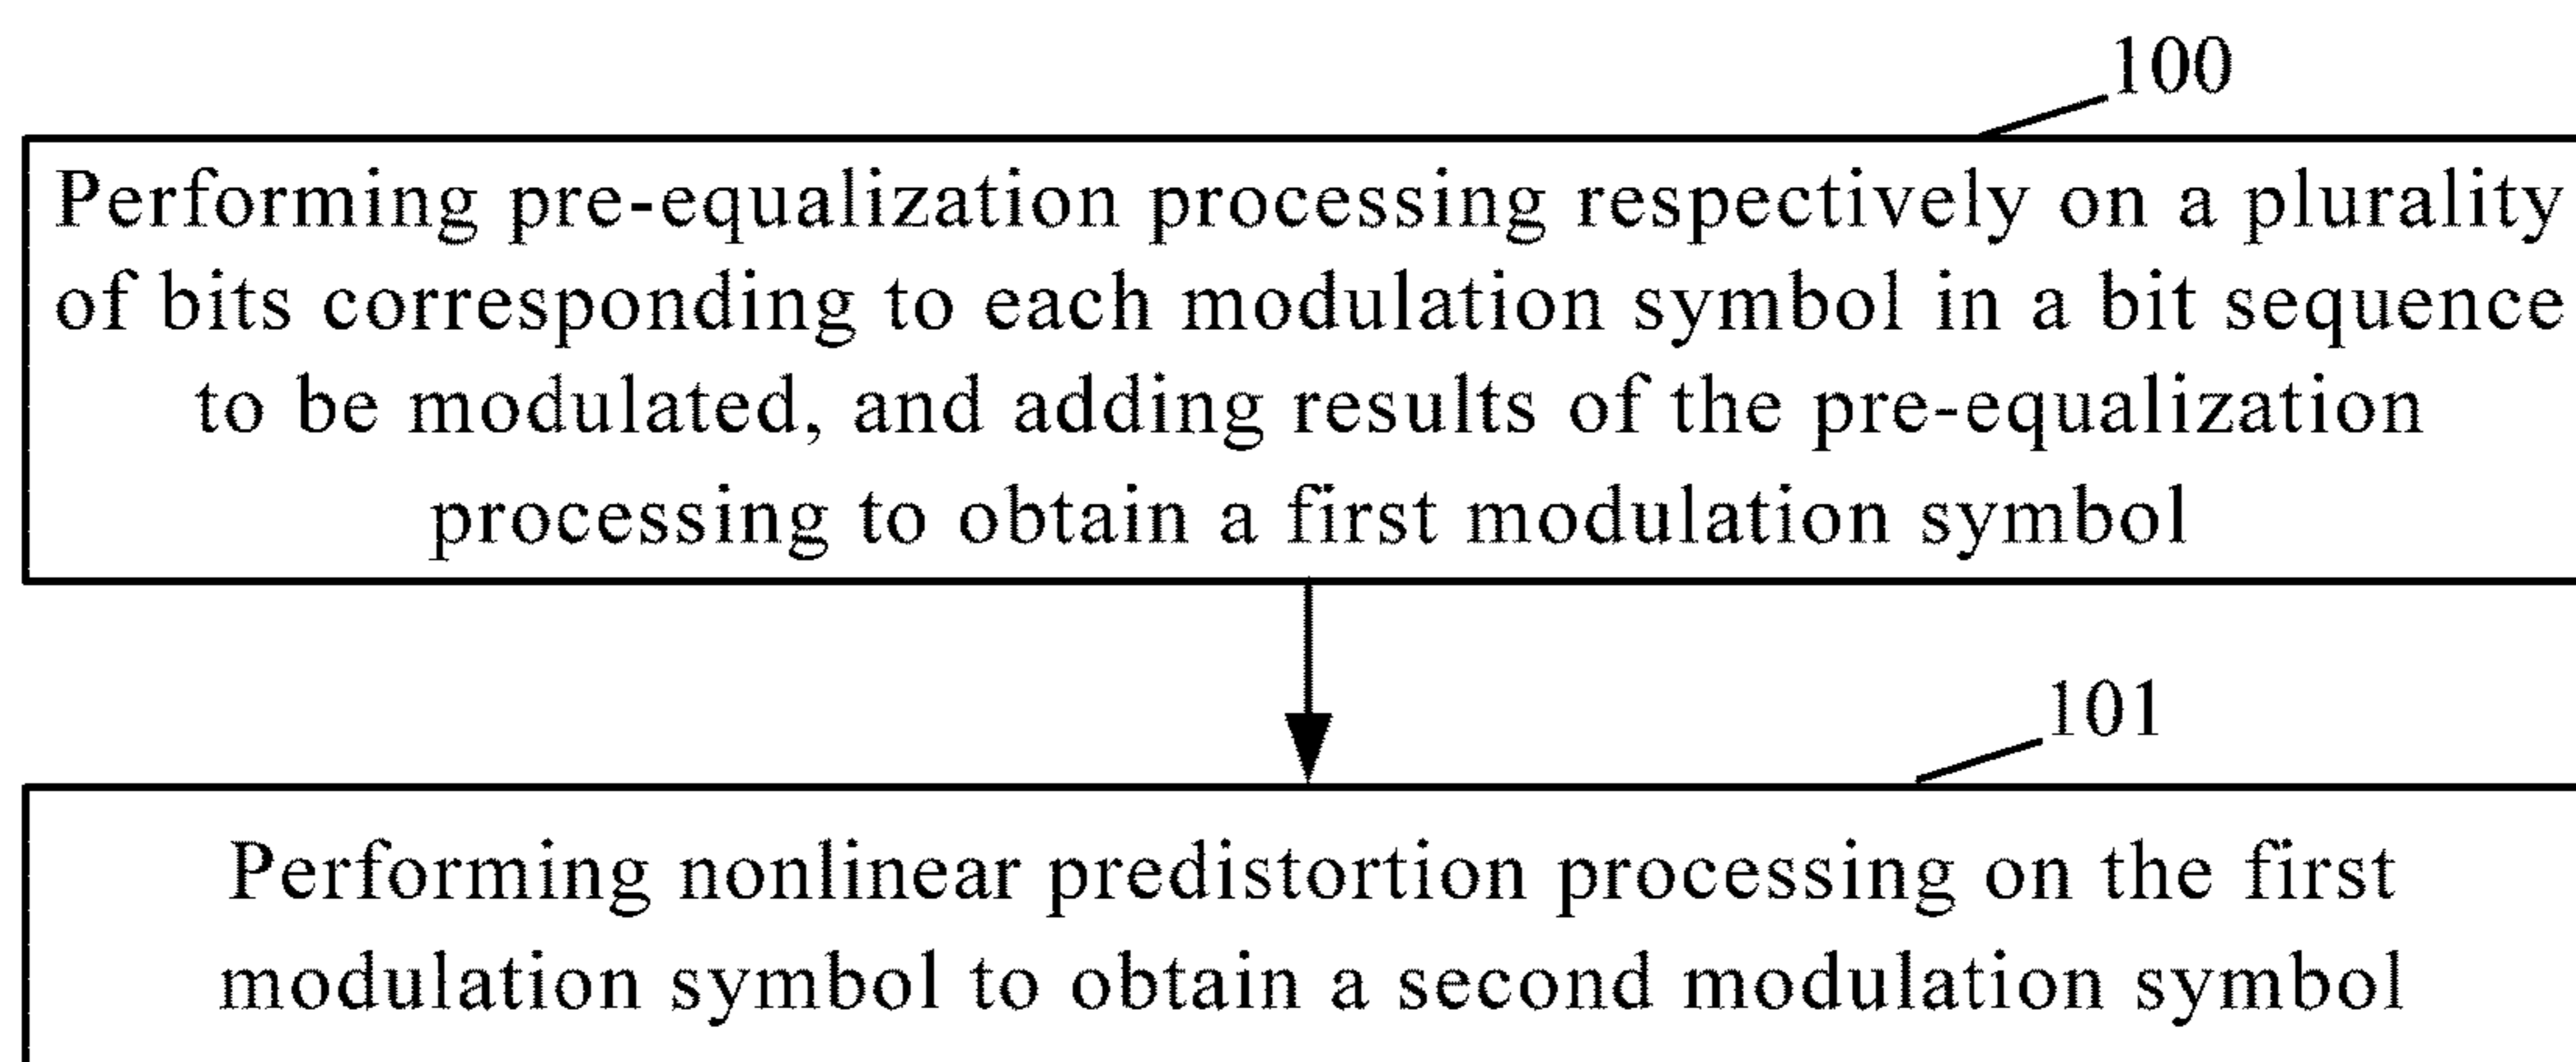 100
Performing pre-equalization processing respectively on a plurality
of bits corresponding to each modulation symbol in a bit sequence
to be modulated, and adding results of the pre-equalization
processing to obtain a first modulation symbol
101
Performing nonlinear predistortion processing on the first
modulation symbol to obtain a second modulation symbol